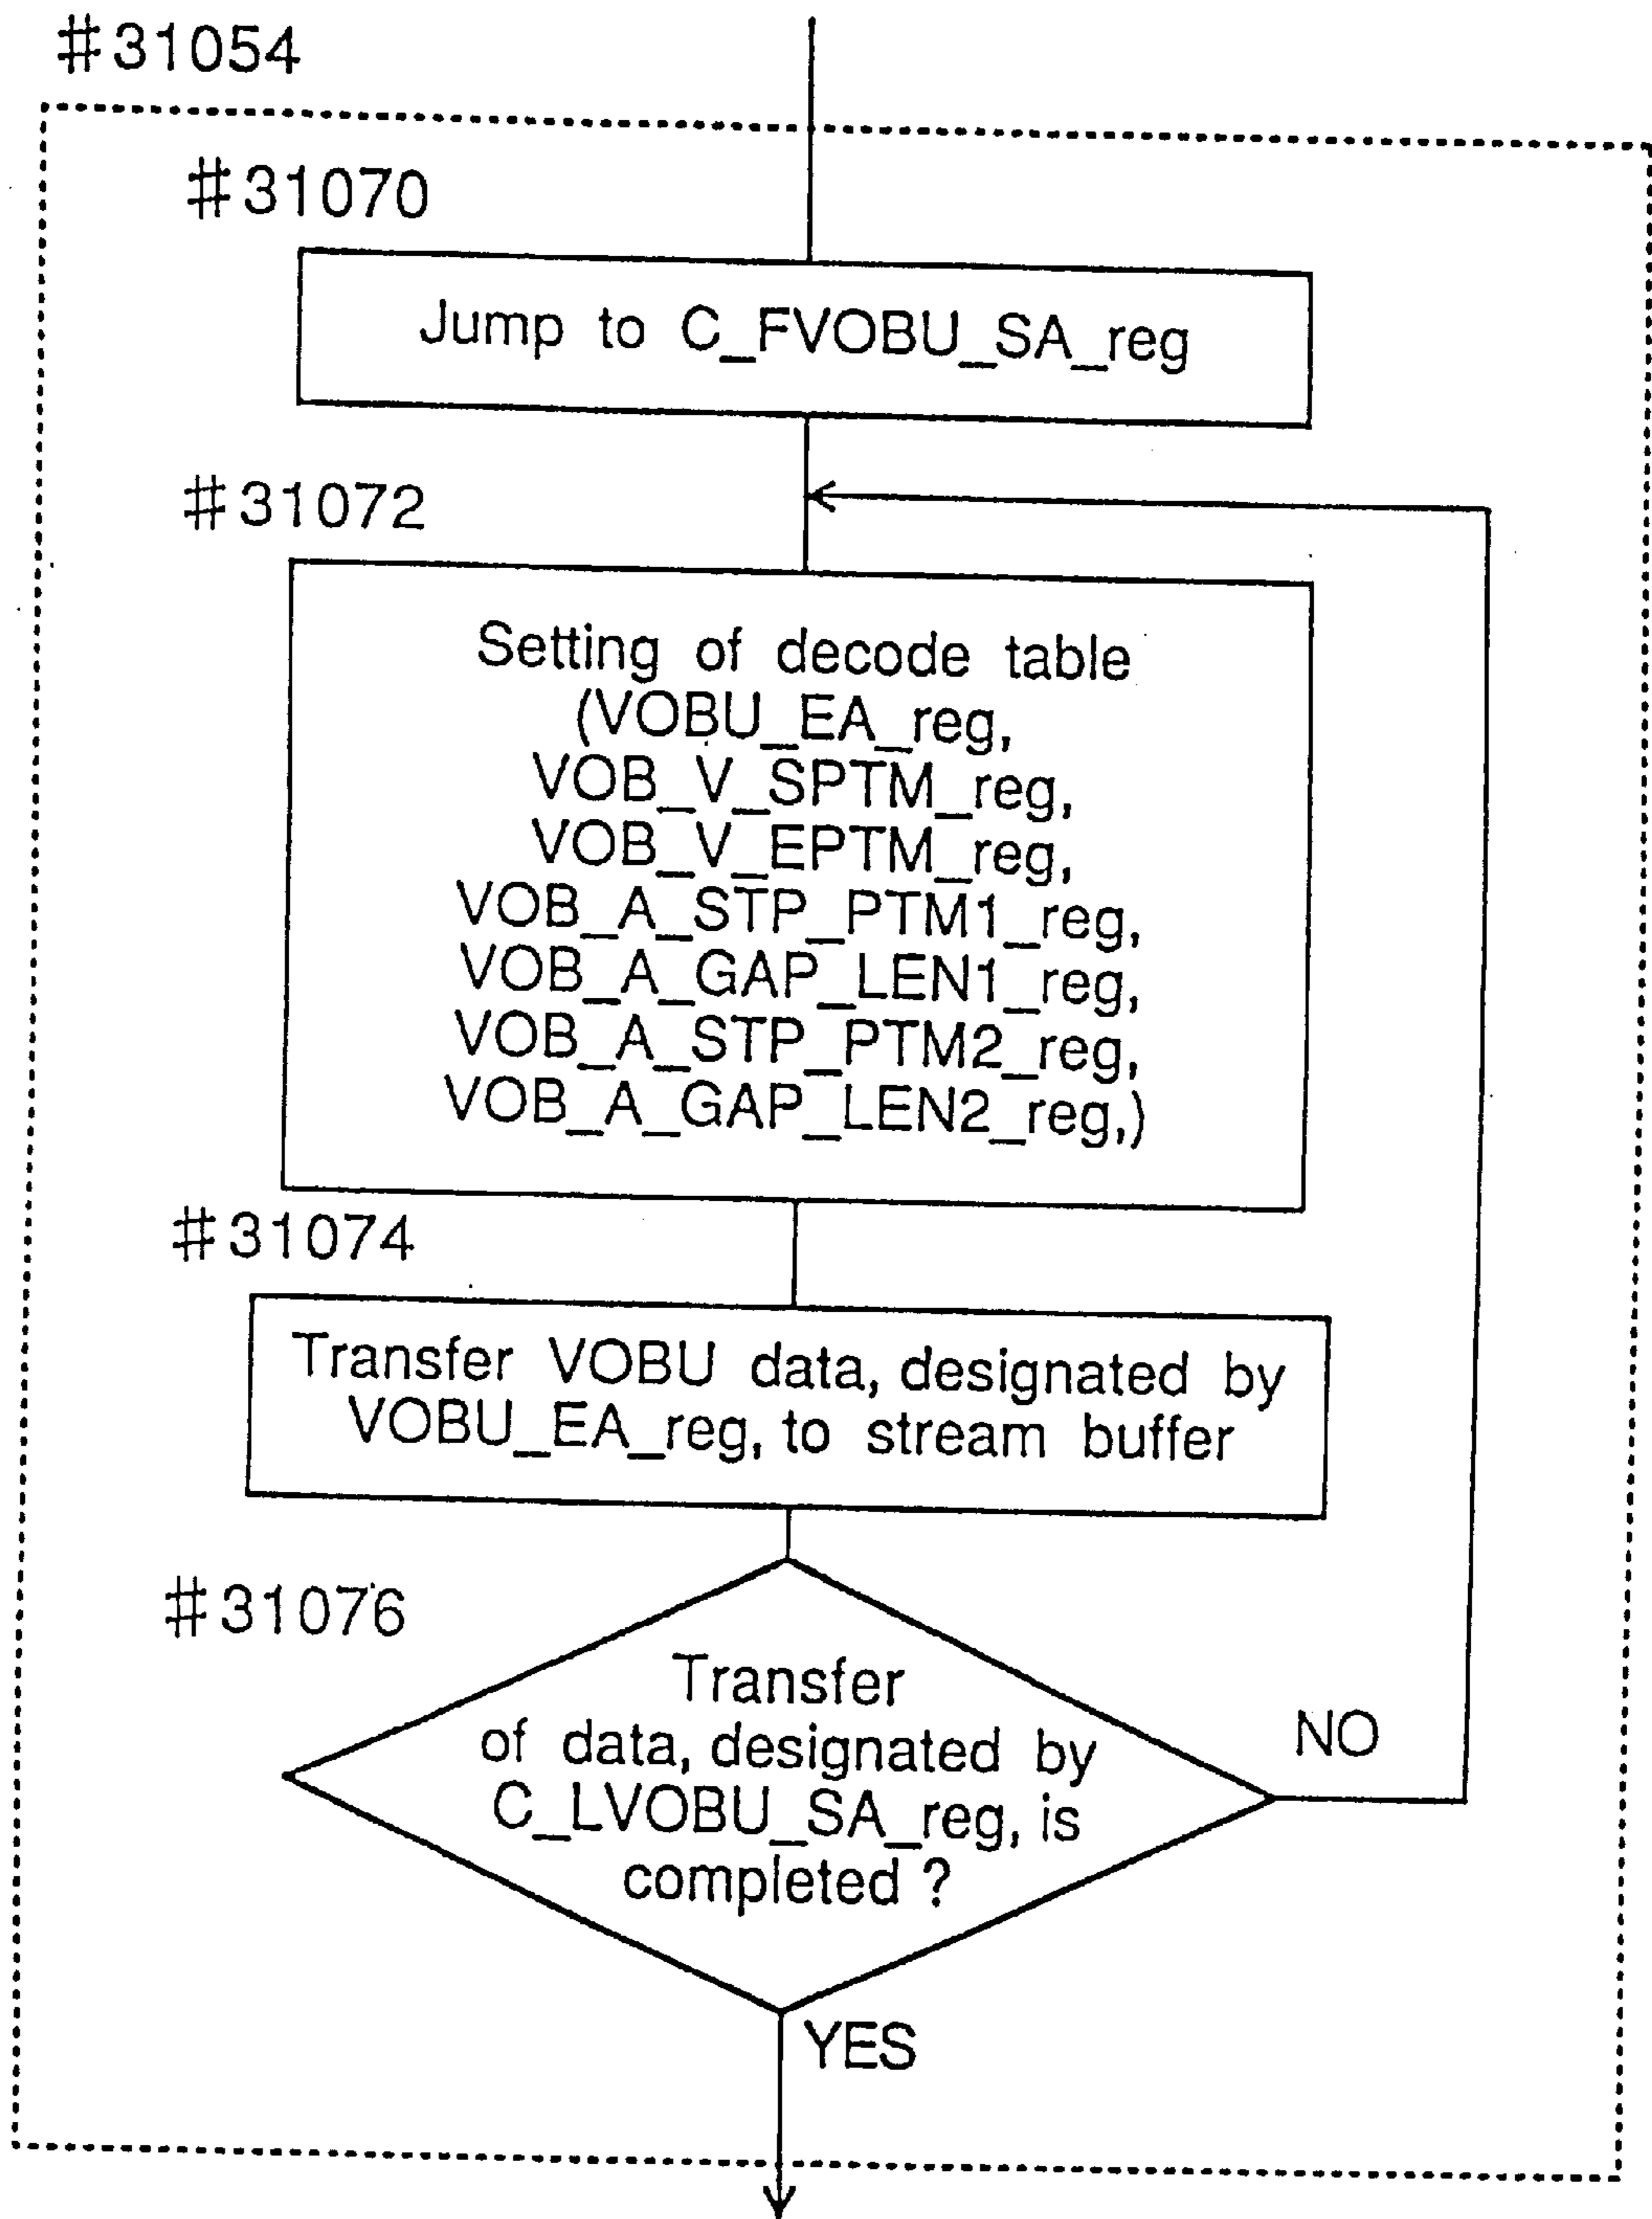 #31054
#31070
Jump to C_FVOBU_SA_reg
#31072
Setting of decode table
(VOBU_EA_reg,
VOB_V_SPTM_reg,
VOB_V_EPTM_reg,
VOB_A_STP_PTM1_reg,
VOB_A_GAP_LEN1_reg,
VOB_A_STP_PTM2_reg,
VOB_A_GAP_LEN2_reg,)
#31074
Transfer VOBU data, designated by
VOBU_EA_reg, to stream buffer
#31076
Transfer
of data, designated by
C_LVOBU_SA_reg, is
completed ?
NO
YES